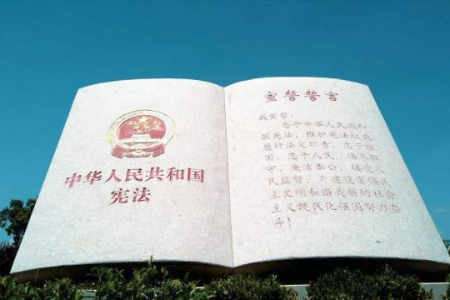 中华人民共和国
宪法
宣誓誓言
我宣誓：
忠于中华人民共和
国宪法，维护宪法权威，
履行法定职责，忠于祖
国、忠于人民，恪尽职
守、廉洁奉公，接受人
民监督，为建设富强民
主文明和谐美丽的社会
主义现代化强国努力奋
斗！